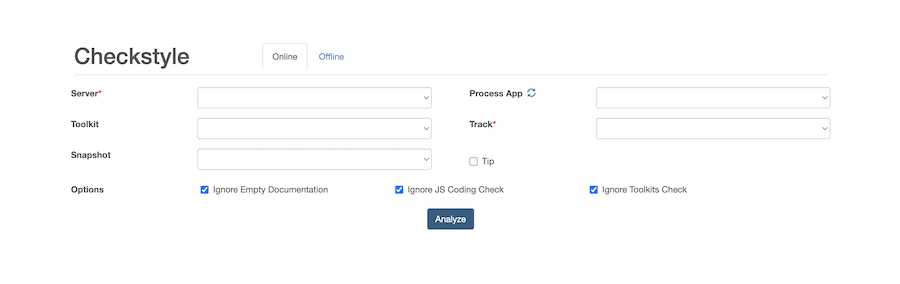 Checkstyle Online Offline
Server* Process App
Toolkit Track*
Snapshot Tip
Options Ignore Empty Documentation Ignore JS Coding Check Ignore Toolkits Check
Analyze